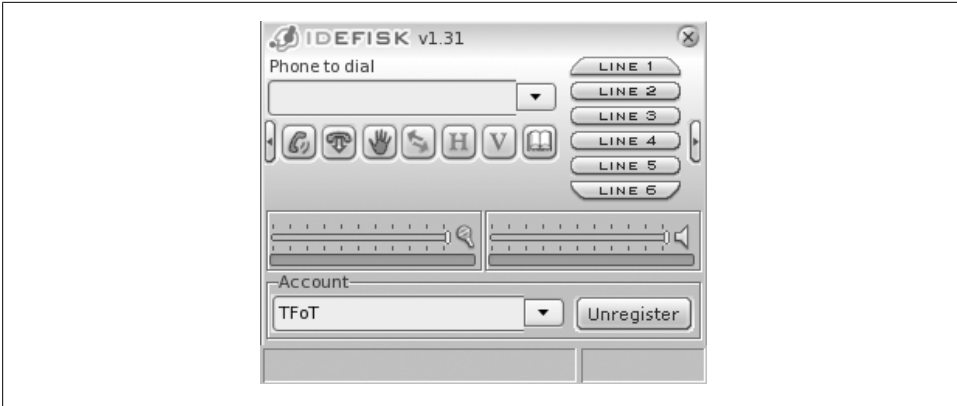 IDEFISK v1.31
Phone to dial
LINE 1
LINE 2
LINE 3
LINE 4
LINE 5
LINE 6
H V
Account
TFoT
Unregister